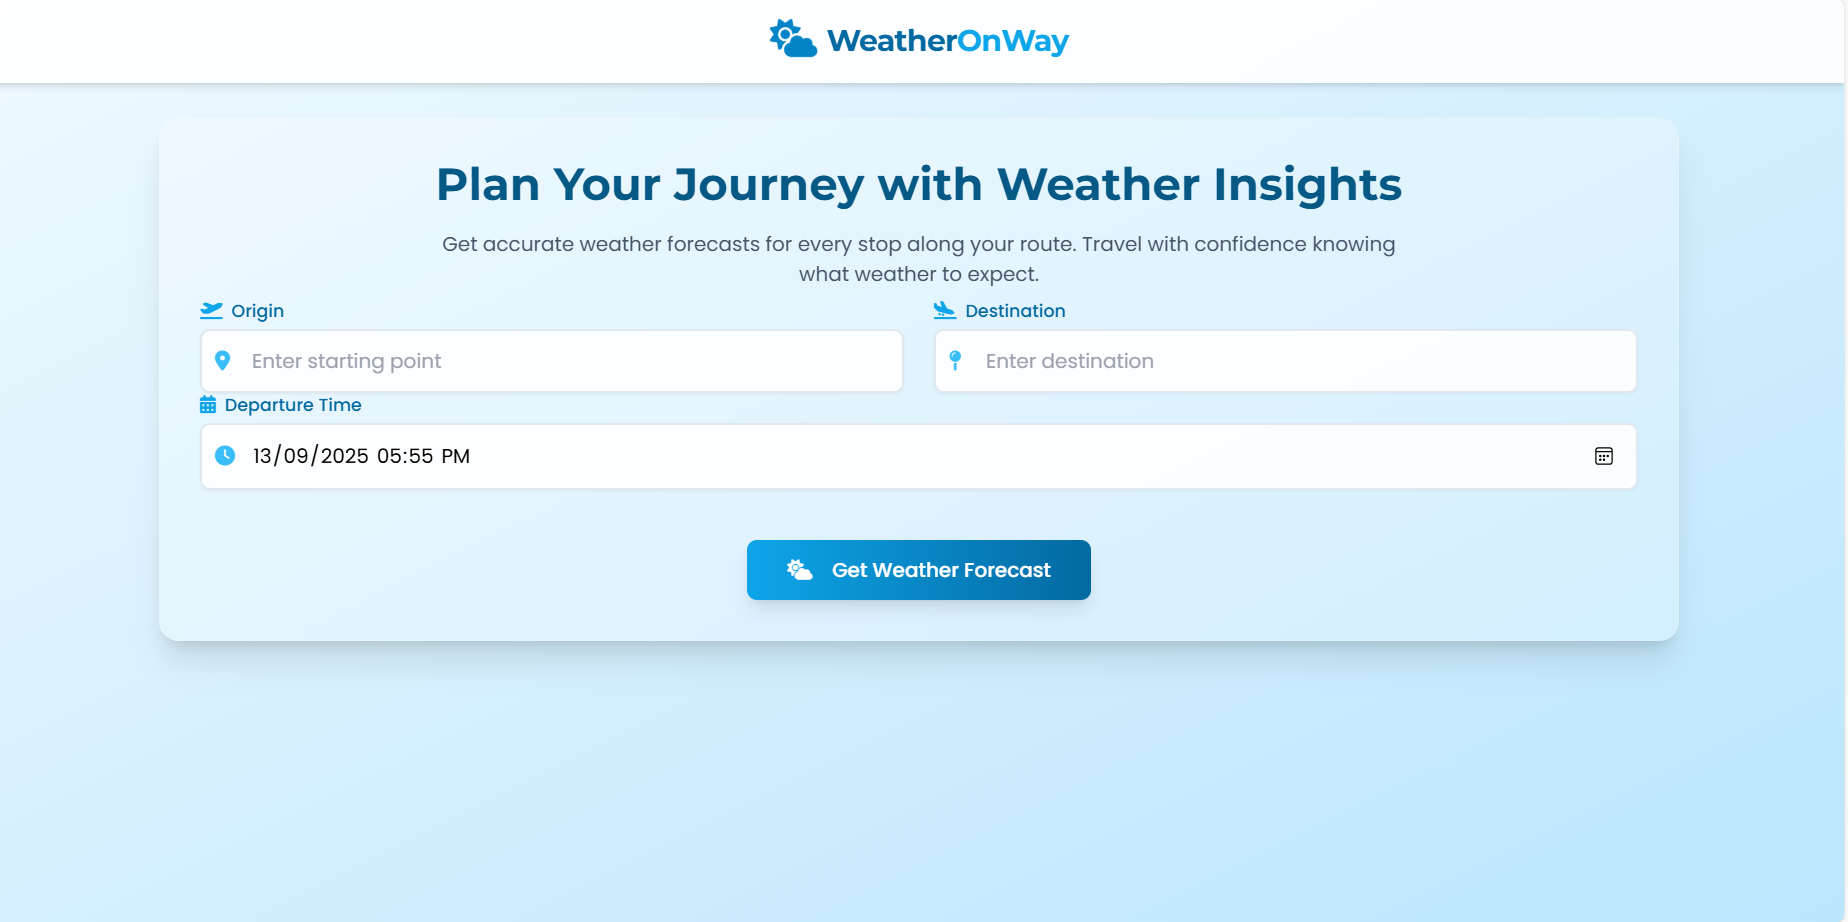 WeatherOnWay
Plan Your Journey with Weather Insights
Get accurate weather forecasts for every stop along your route. Travel with confidence knowing
what weather to expect.
Origin
Enter starting point
Destination
Enter destination
Departure Time
13/09/2025 05:55 PM
Get Weather Forecast